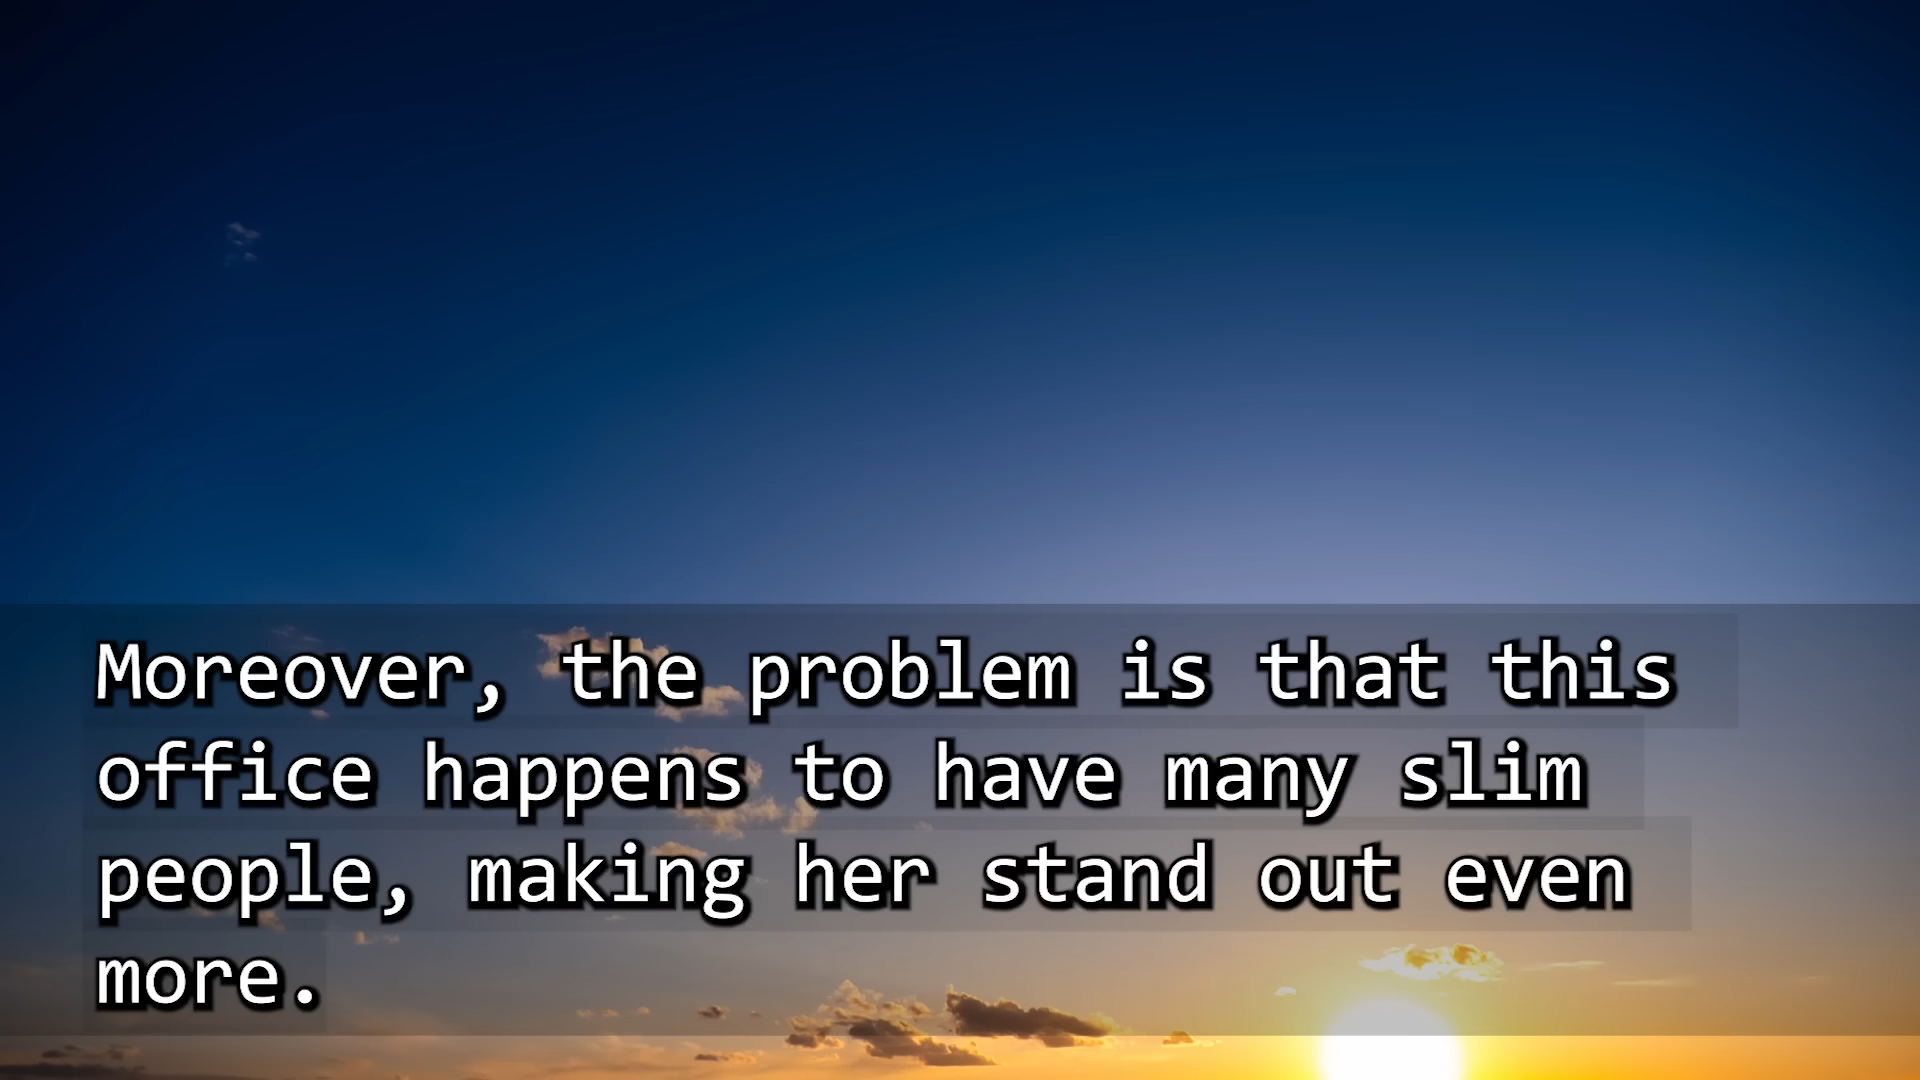 Moreover, the problem is that this
office happens to have many slim
people, making her stand out even
more.